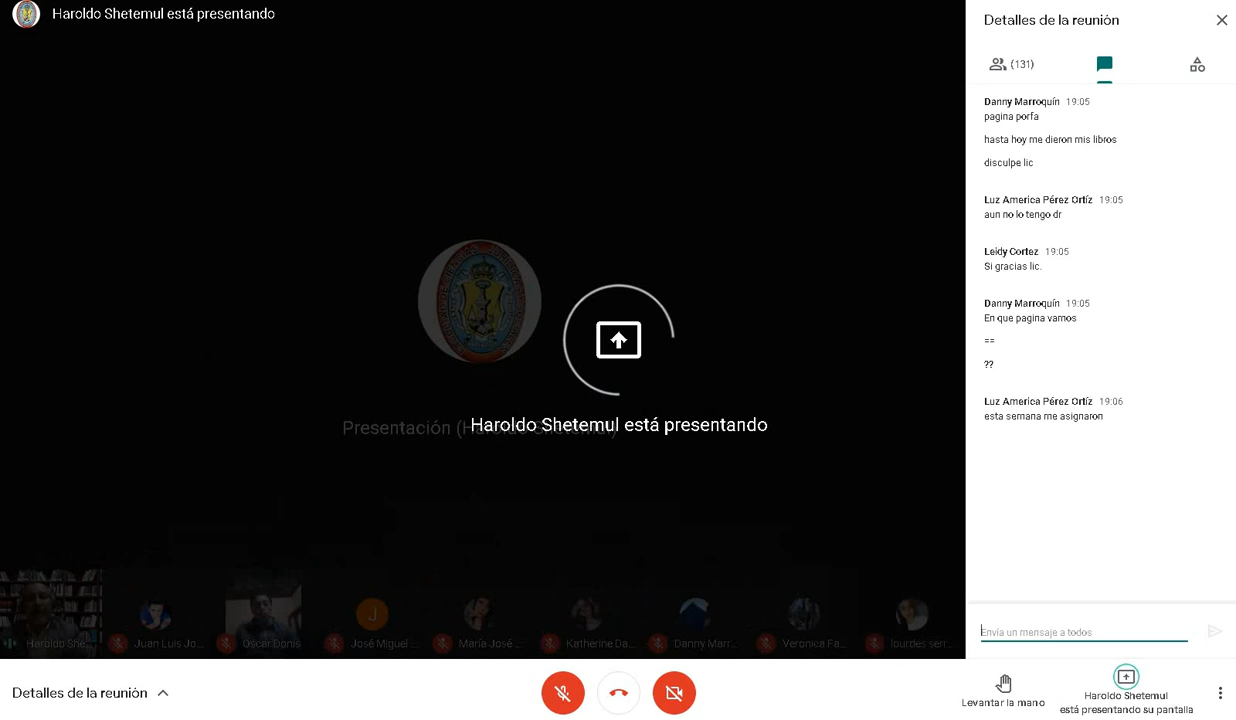 Haroldo Shetemul está presentando
Detalles de la reunión
(131)
Danny Marroquín 19:05
pagina porfa
hasta hoy me dieron mis libros
disculpe lic
Luz America Pérez Ortíz 19:05
aun no lo tengo dr
Leidy Cortez 19:05
Si gracias lic.
Danny Marroquín 19:05
En que pagina vamos
==
??
Luz America Pérez Ortíz 19:06
esta semana me asignaron
Presentación (Haroldo Shetemul)
Haroldo Shetemul está presentando
J
Haroldo She...
Juan Luis Jo...
Oscar Donis
José Miguel ...
María José ...
Katherine Da...
Danny Marr...
Veronica Fa...
lourdes serr...
Envía un mensaje a todos
Detalles de la reunión
Levantar la mano
Haroldo Shetemul
está presentando su pantalla